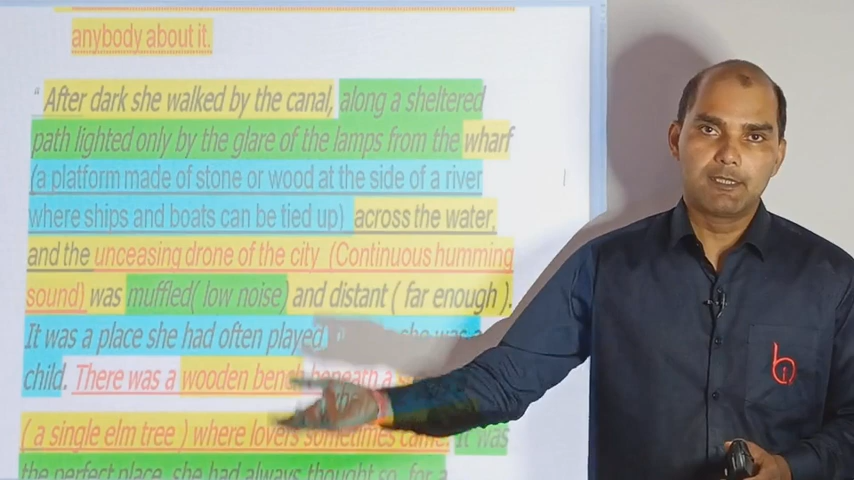 anybody about it.
" After dark she walked by the canal, along a sheltered
path lighted only by the glare of the lamps from the wharf
(a platform made of stone or wood at the side of a river
where ships and boats can be tied up) across the water,
and the unceasing drone of the city (Continuous humming
sound) was muffled( low noise) and distant ( far enough ).
It was a place she had often played she was a
child. There was a wooden bench beneath a
( a single elm tree ) where lovers sometimes came. It was
the perfect place, she had always thought so, for a